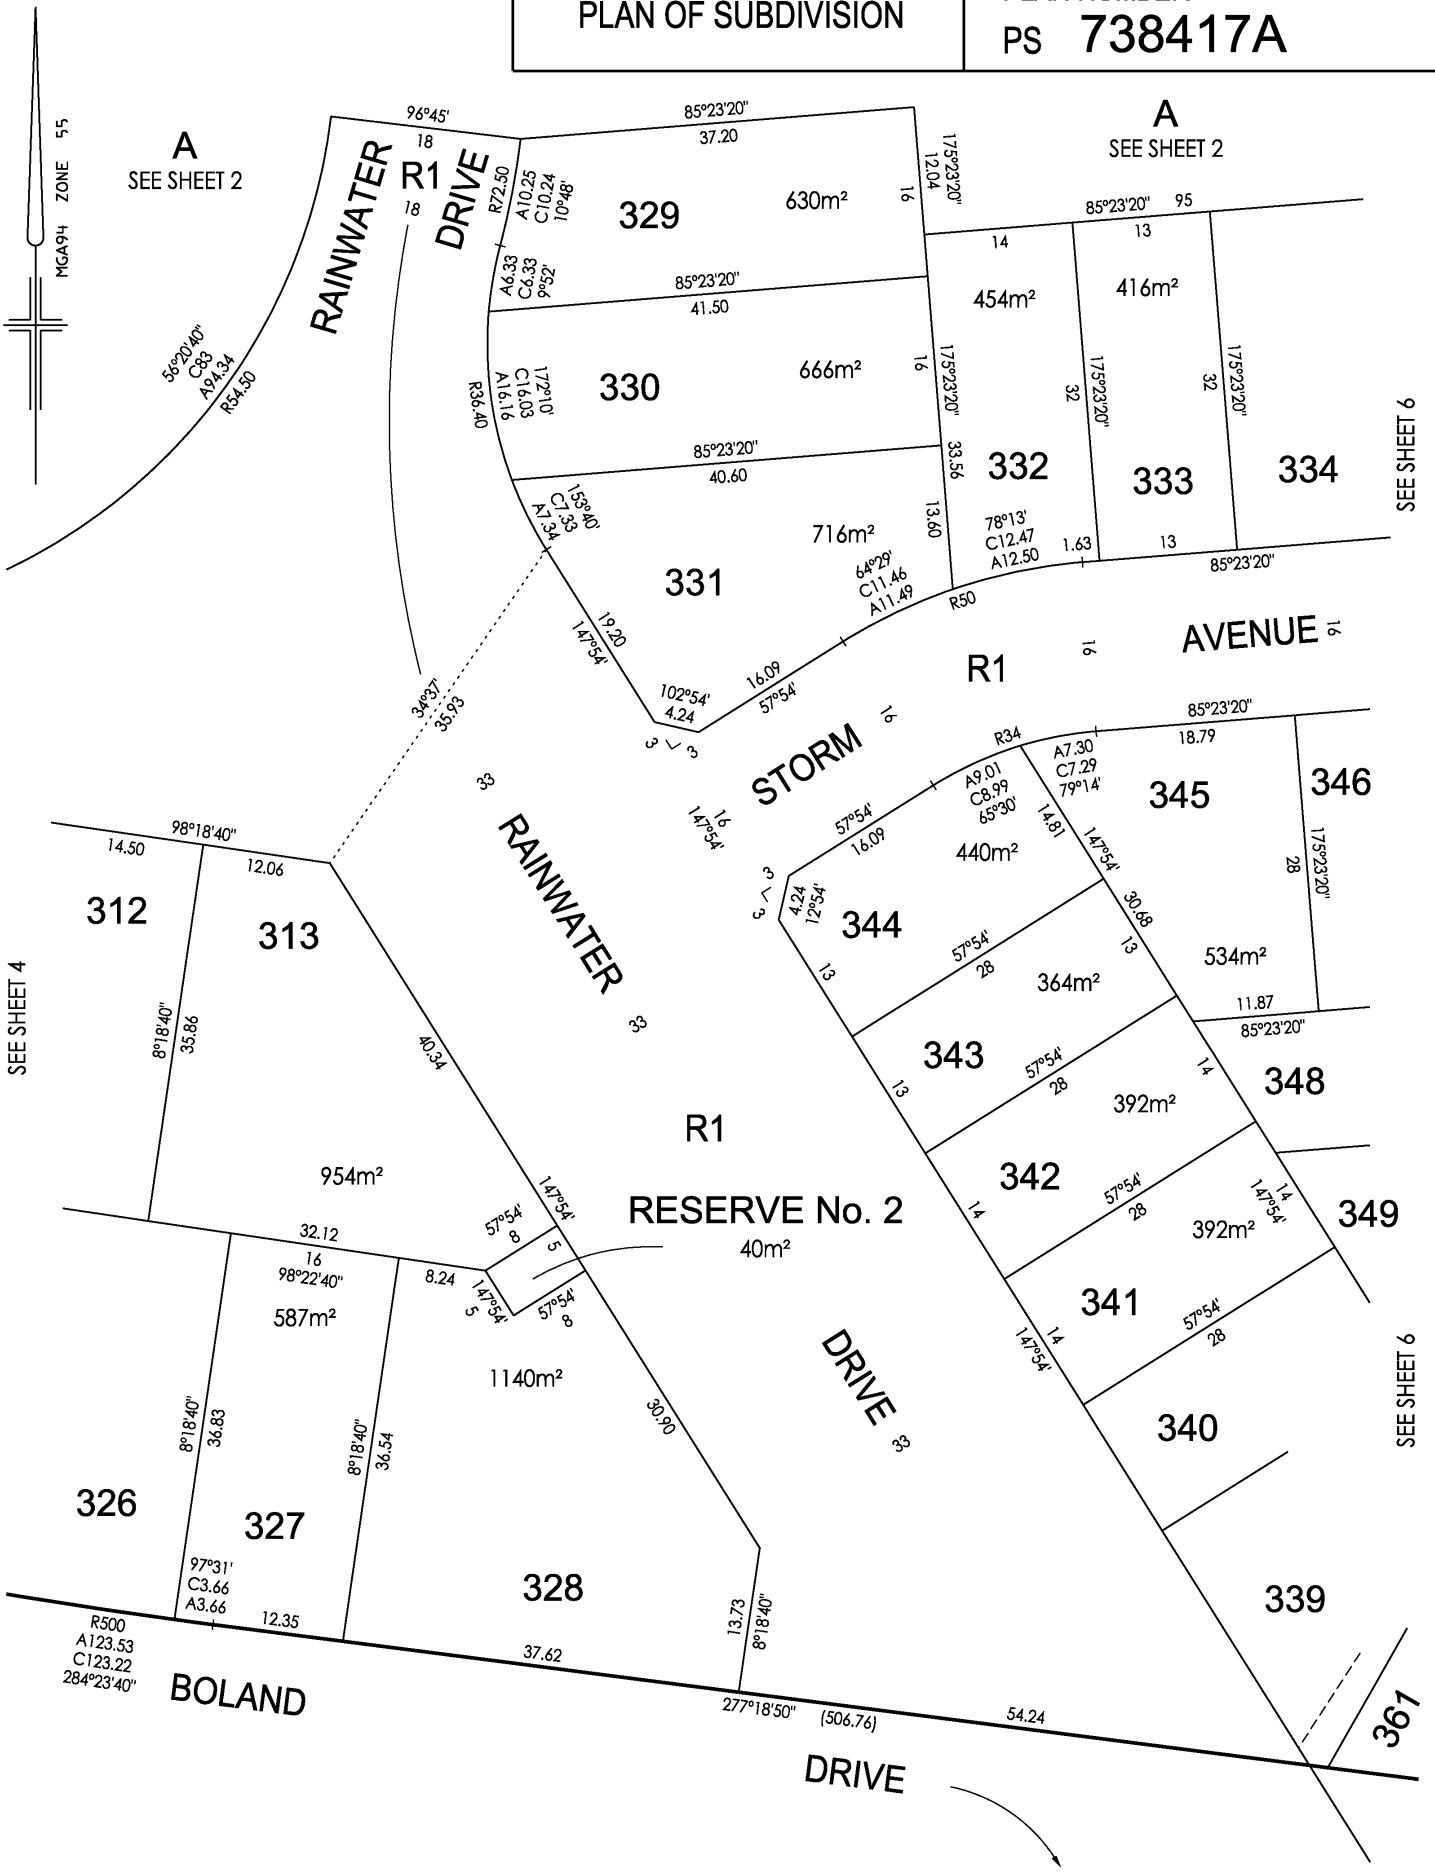 PLAN OF SUBDIVISION
PS 738417A
MGA94 ZONE 55
A
SEE SHEET 2
96°45'
18
RAINWATER
R1
18
DRIVE
R72.50
A10.25
C10.24
10°48'
85°23'20"
37.20
329
630m²
16
175°23'20"
12.04
A
SEE SHEET 2
85°23'20" 95
14
13
A6.33
C6.33
9°52'
85°23'20"
41.50
454m²
416m²
56°20'40"
C83
A94.34
R54.50
R36.40
A16.16
C16.03
172°10'
330
666m²
16
175°23'20"
33.56
32
175°23'20"
32
175°23'20"
SEE SHEET 6
85°23'20"
40.60
332
333
334
153°40'
C7.33
A7.34
716m²
13.60
78°13'
C12.47
A12.50
1.63
13
85°23'20"
331
64°29'
C11.46
A11.49
R50
19.20
147°54'
102°54'
4.24
3
3
16.09
57°54'
R1
16
AVENUE
16
34°37'
35.93
STORM
16
33
16
147°54'
RAINWATER
R34
85°23'20"
18.79
A7.30
C7.29
79°14'
345
346
A9.01
C8.99
65°30'
14.81
147°54'
57°54'
16.09
440m²
175°23'20"
28
98°18'40"
14.50
12.06
312
313
3
3
4.24
12°54'
344
30.68
13
57°54'
28
364m²
534m²
11.87
85°23'20"
SEE SHEET 4
8°18'40"
35.86
40.34
33
13
343
13
57°54'
28
14
348
R1
392m²
954m²
147°54'
342
57°54'
28
14
147°54'
349
RESERVE No. 2
40m²
57°54'
8
5
14
392m²
32.12
16
98°22'40"
8.24
147°54'
5
57°54'
8
587m²
341
14
147°54'
57°54'
28
1140m²
DRIVE
SEE SHEET 6
8°18'40"
36.83
8°18'40"
36.54
30.90
33
340
326
327
328
339
97°31'
C3.66
A3.66
12.35
13.73
8°18'40"
R500
A123.53
C123.22
284°23'40"
37.62
BOLAND
277°18'50" (506.76)
54.24
361
DRIVE